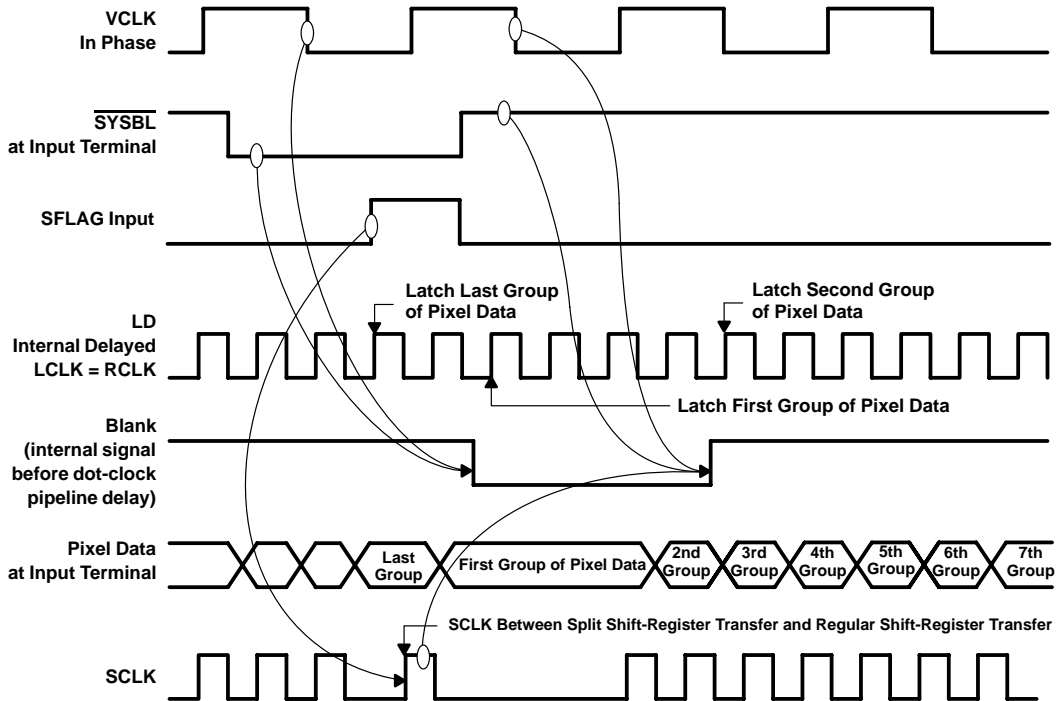 VCLK
In Phase
SYSBL
at Input Terminal
SFLAG Input
Latch Last Group
of Pixel Data
Latch Second Group
of Pixel Data
LD
Internal Delayed
LCLK = RCLK
Latch First Group of Pixel Data
Blank
(internal signal
before dot-clock
pipeline delay)
Pixel Data
at Input Terminal
Last
Group
First Group of Pixel Data
2nd
Group
3rd
Group
4th
Group
5th
Group
6th
Group
7th
Group
SCLK Between Split Shift-Register Transfer and Regular Shift-Register Transfer
SCLK